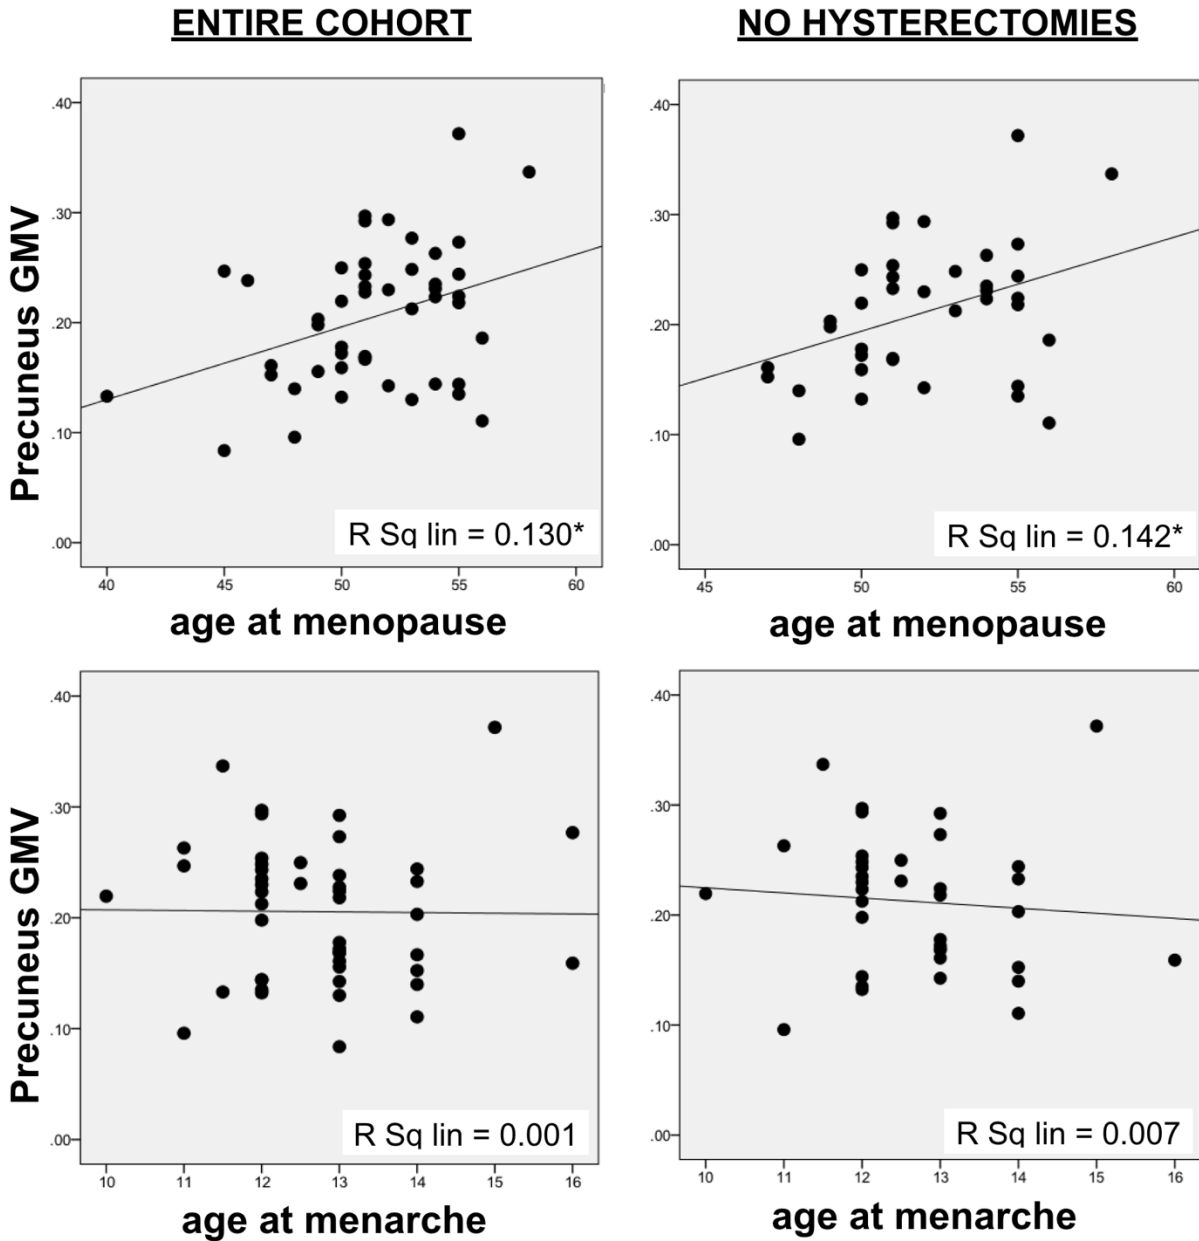 ENTIRE COHORT
NO HYSTERECTOMIES
Precuneus GMV
.40
.30
.20
.10
.00
R Sq lin = 0.130*
40 45 50 55 60
age at menopause
.40
.30
.20
.10
.00
R Sq lin = 0.142*
45 50 55 60
age at menopause
Precuneus GMV
.40
.30
.20
.10
.00
R Sq lin = 0.001
10 11 12 13 14 15 16
age at menarche
.40
.30
.20
.10
.00
R Sq lin = 0.007
10 11 12 13 14 15 16
age at menarche